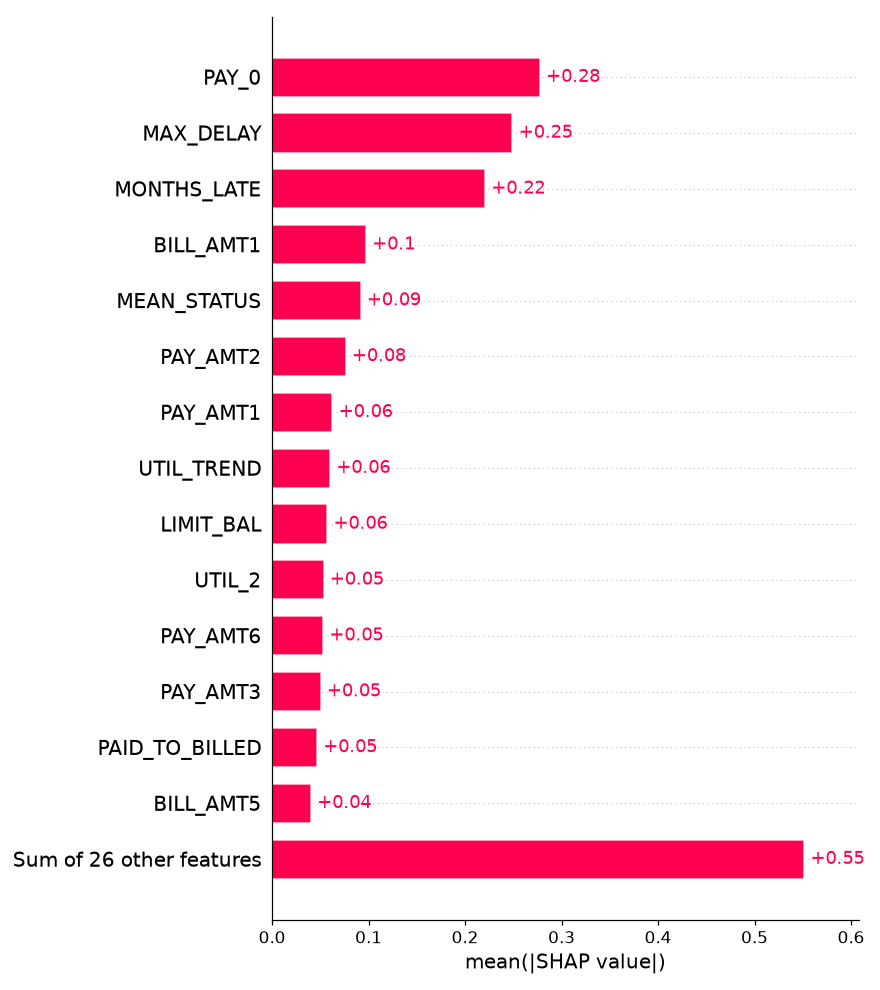 PAY_0 +0.28
MAX_DELAY +0.25
MONTHS_LATE +0.22
BILL_AMT1 +0.1
MEAN_STATUS +0.09
PAY_AMT2 +0.08
PAY_AMT1 +0.06
UTIL_TREND +0.06
LIMIT_BAL +0.06
UTIL_2 +0.05
PAY_AMT6 +0.05
PAY_AMT3 +0.05
PAID_TO_BILLED +0.05
BILL_AMT5 +0.04
Sum of 26 other features +0.55
0.0 0.1 0.2 0.3 0.4 0.5 0.6
mean(|SHAP value|)